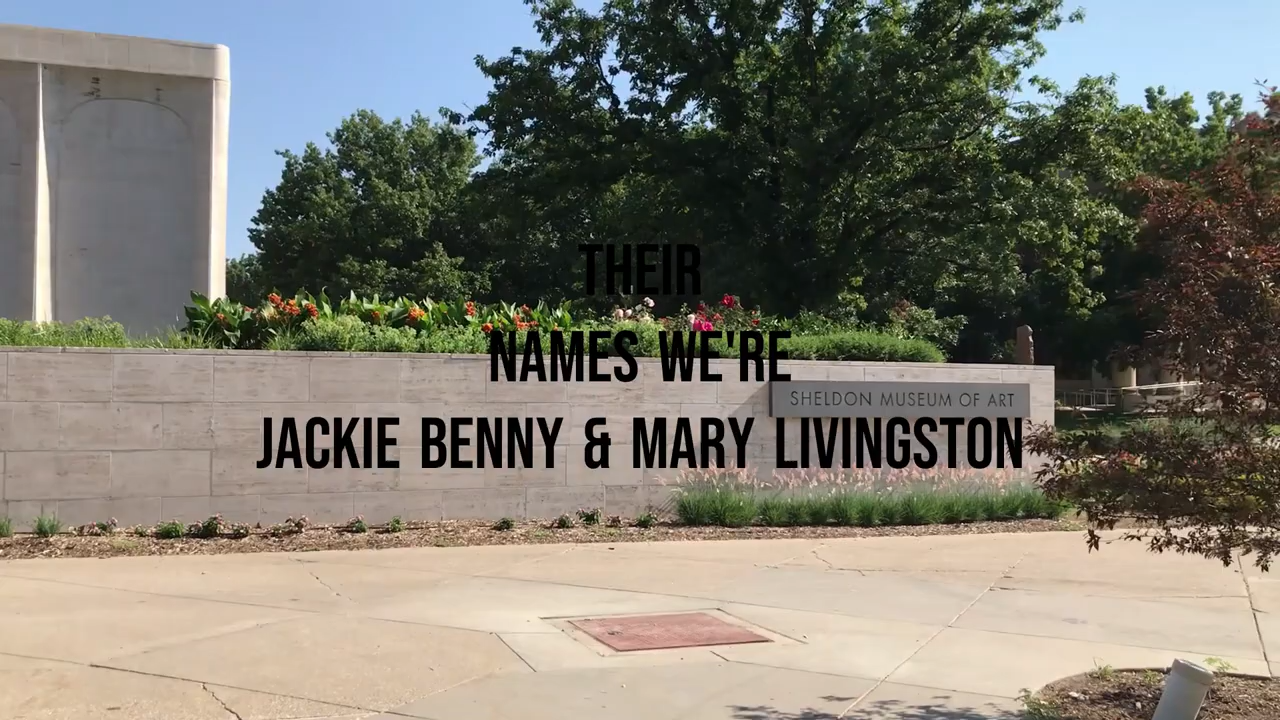 THEIR
NAMES WE'RE
SHELDON MUSEUM OF ART
JACKIE BENNY & MARY LIVINGSTON